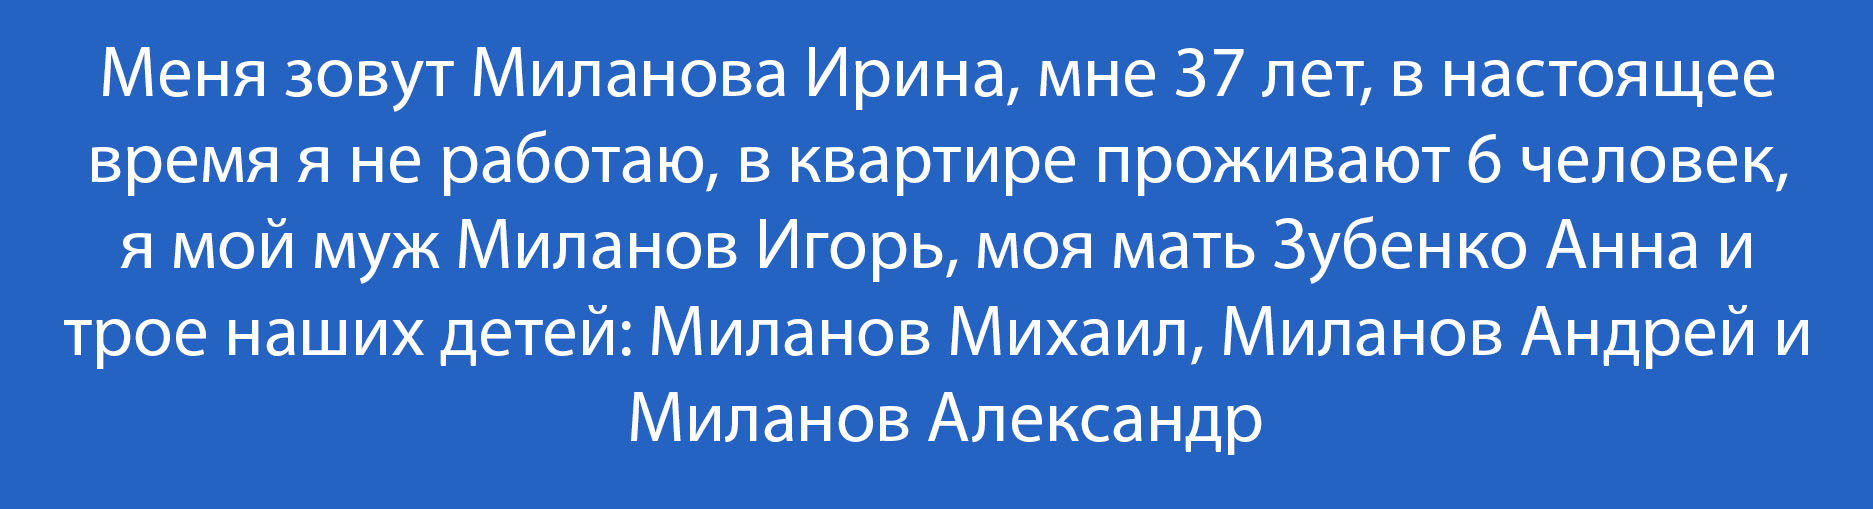 Меня зовут Миланова Ирина, мне 37 лет, в настоящее
время я не работаю, в квартире проживают 6 человек,
я мой муж Миланов Игорь, моя мать Зубенко Анна и
трое наших детей: Миланов Михаил, Миланов Андрей и
Миланов Александр